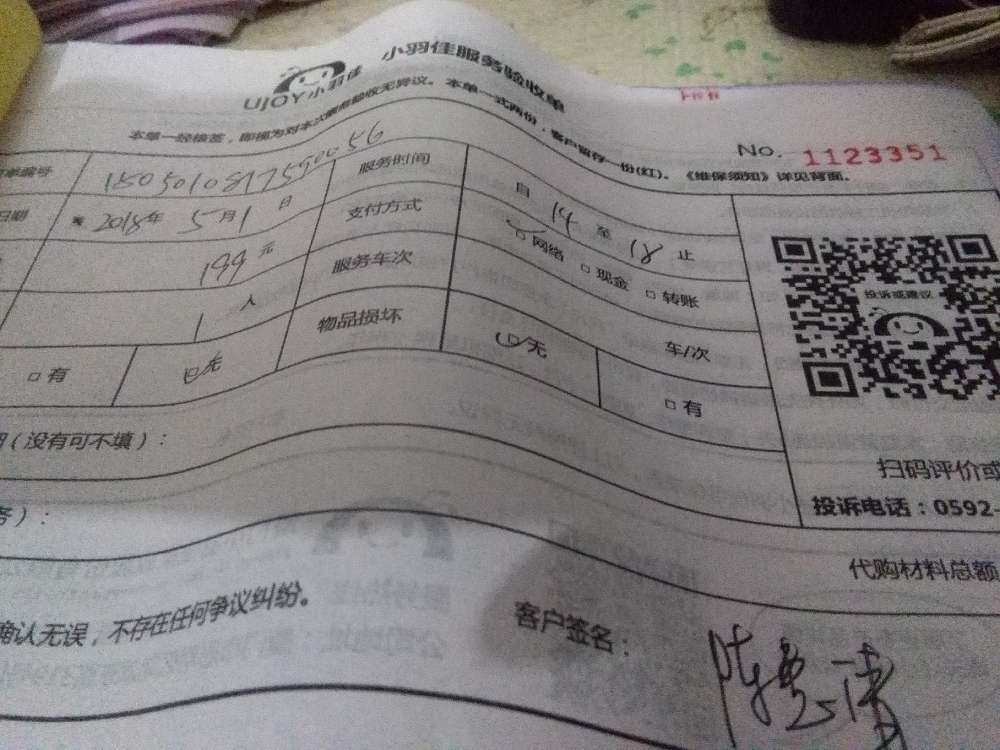 UJOY小羽佳 小羽佳服务验收单
本单一经核签，即视为对本次服务验收无异议。本单一式两份，客户留存一份(红)。《维保须知》详见背面。
No. 1123351
单编号 服务时间 自 14 至 18 止
日期 2018年 5月1日 支付方式 □网络 □现金 □转账
199元 服务车次 车/次
1人 物品损坏 □无 □有
□有 □无
投诉或建议
（没有可不填）：
扫码评价或
投诉电话：0592-
务）：
代购材料总额
确认无误，不存在任何争议纠纷。
客户签名：